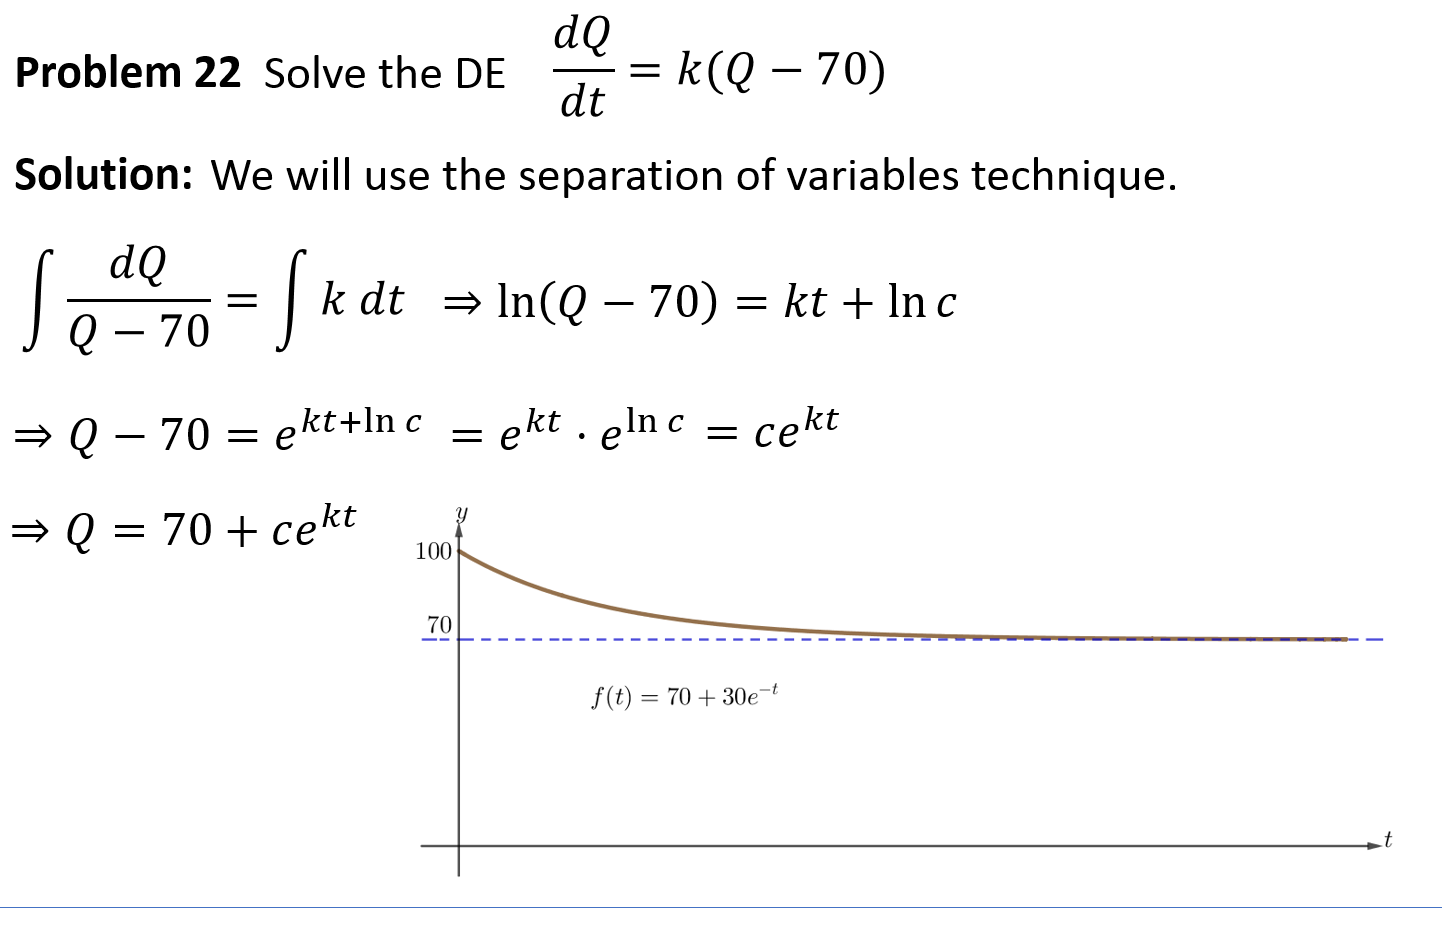 Problem 22 Solve the DE dQ/dt = k(Q − 70)
Solution: We will use the separation of variables technique.
∫ dQ/(Q − 70) = ∫ k dt ⇒ ln(Q − 70) = kt + ln c
⇒ Q − 70 = e^(kt+ln c) = e^(kt) · e^(ln c) = ce^(kt)
⇒ Q = 70 + ce^(kt)
y
100
70
f(t) = 70 + 30e^(−t)
t